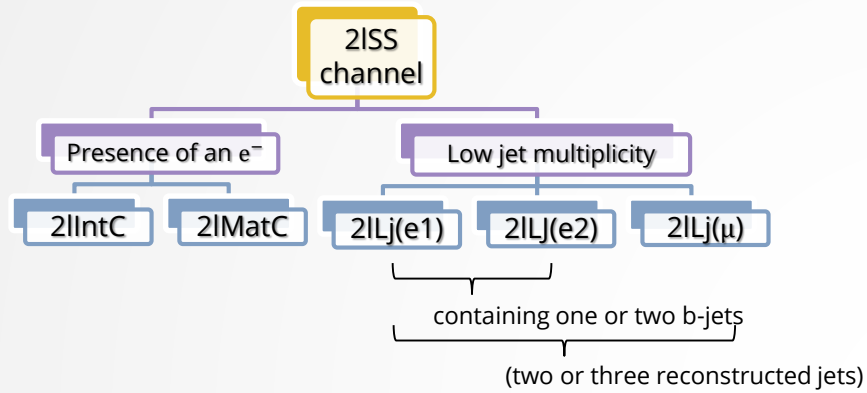 2lSS
channel
Presence of an e⁻
Low jet multiplicity
2lIntC
2lMatC
2lLj(e1)
2lLJ(e2)
2lLj(μ)
containing one or two b-jets
(two or three reconstructed jets)